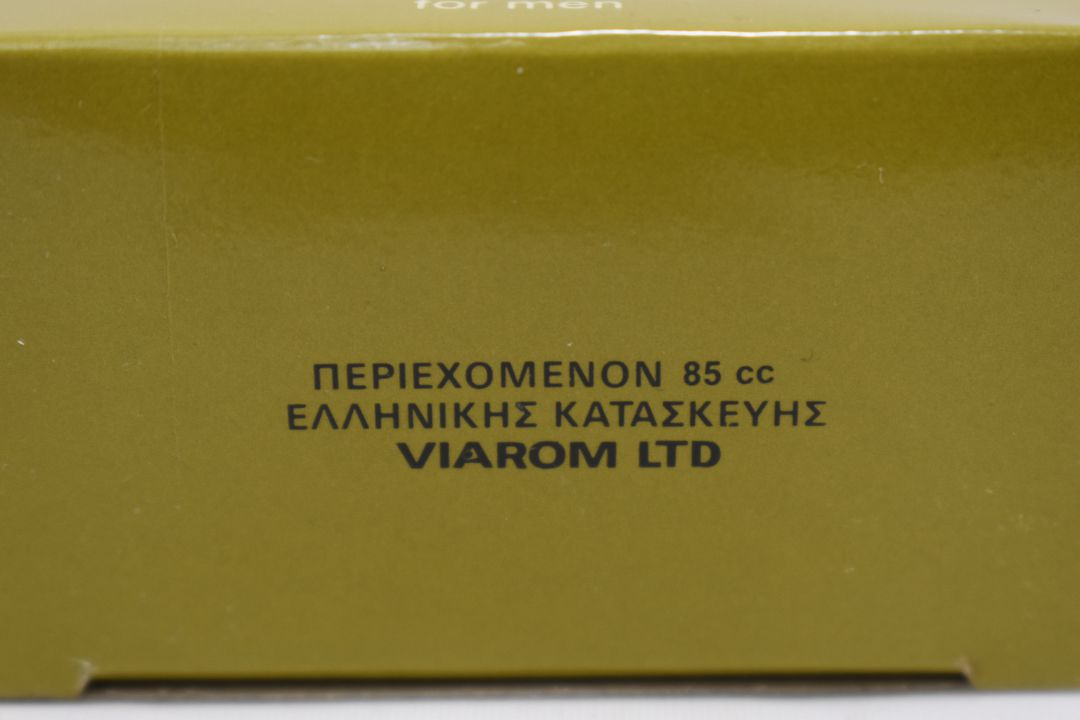 for men
ΠΕΡΙΕΧΟΜΕΝΟΝ 85 cc
ΕΛΛΗΝΙΚΗΣ ΚΑΤΑΣΚΕΥΗΣ
VIAROM LTD